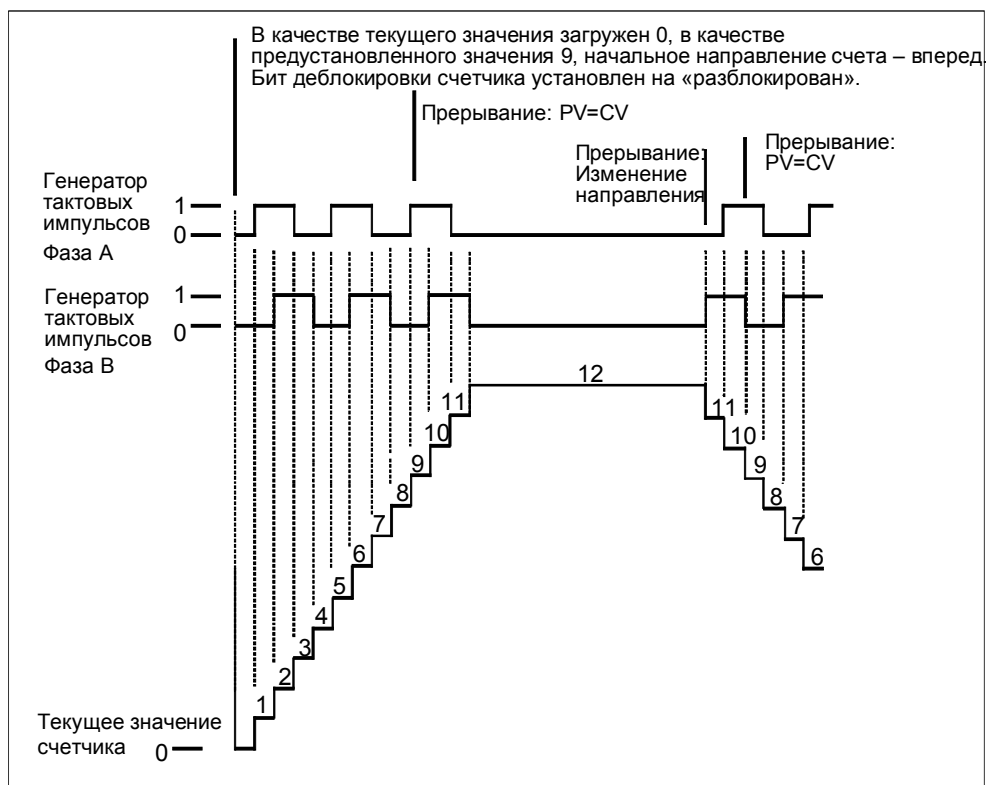 В качестве текущего значения загружен 0, в качестве
предустановленного значения 9, начальное направление счета – вперед.
Бит деблокировки счетчика установлен на «разблокирован».
Прерывание: PV=CV
Прерывание:
Изменение
направления
Прерывание:
PV=CV
Генератор
тактовых
импульсов
Фаза А
1
0
Генератор
тактовых
импульсов
Фаза В
1
0
12
11
11
10
10
9
9
8
8
7
7
6
6
5
4
3
2
1
Текущее значение
счетчика
0